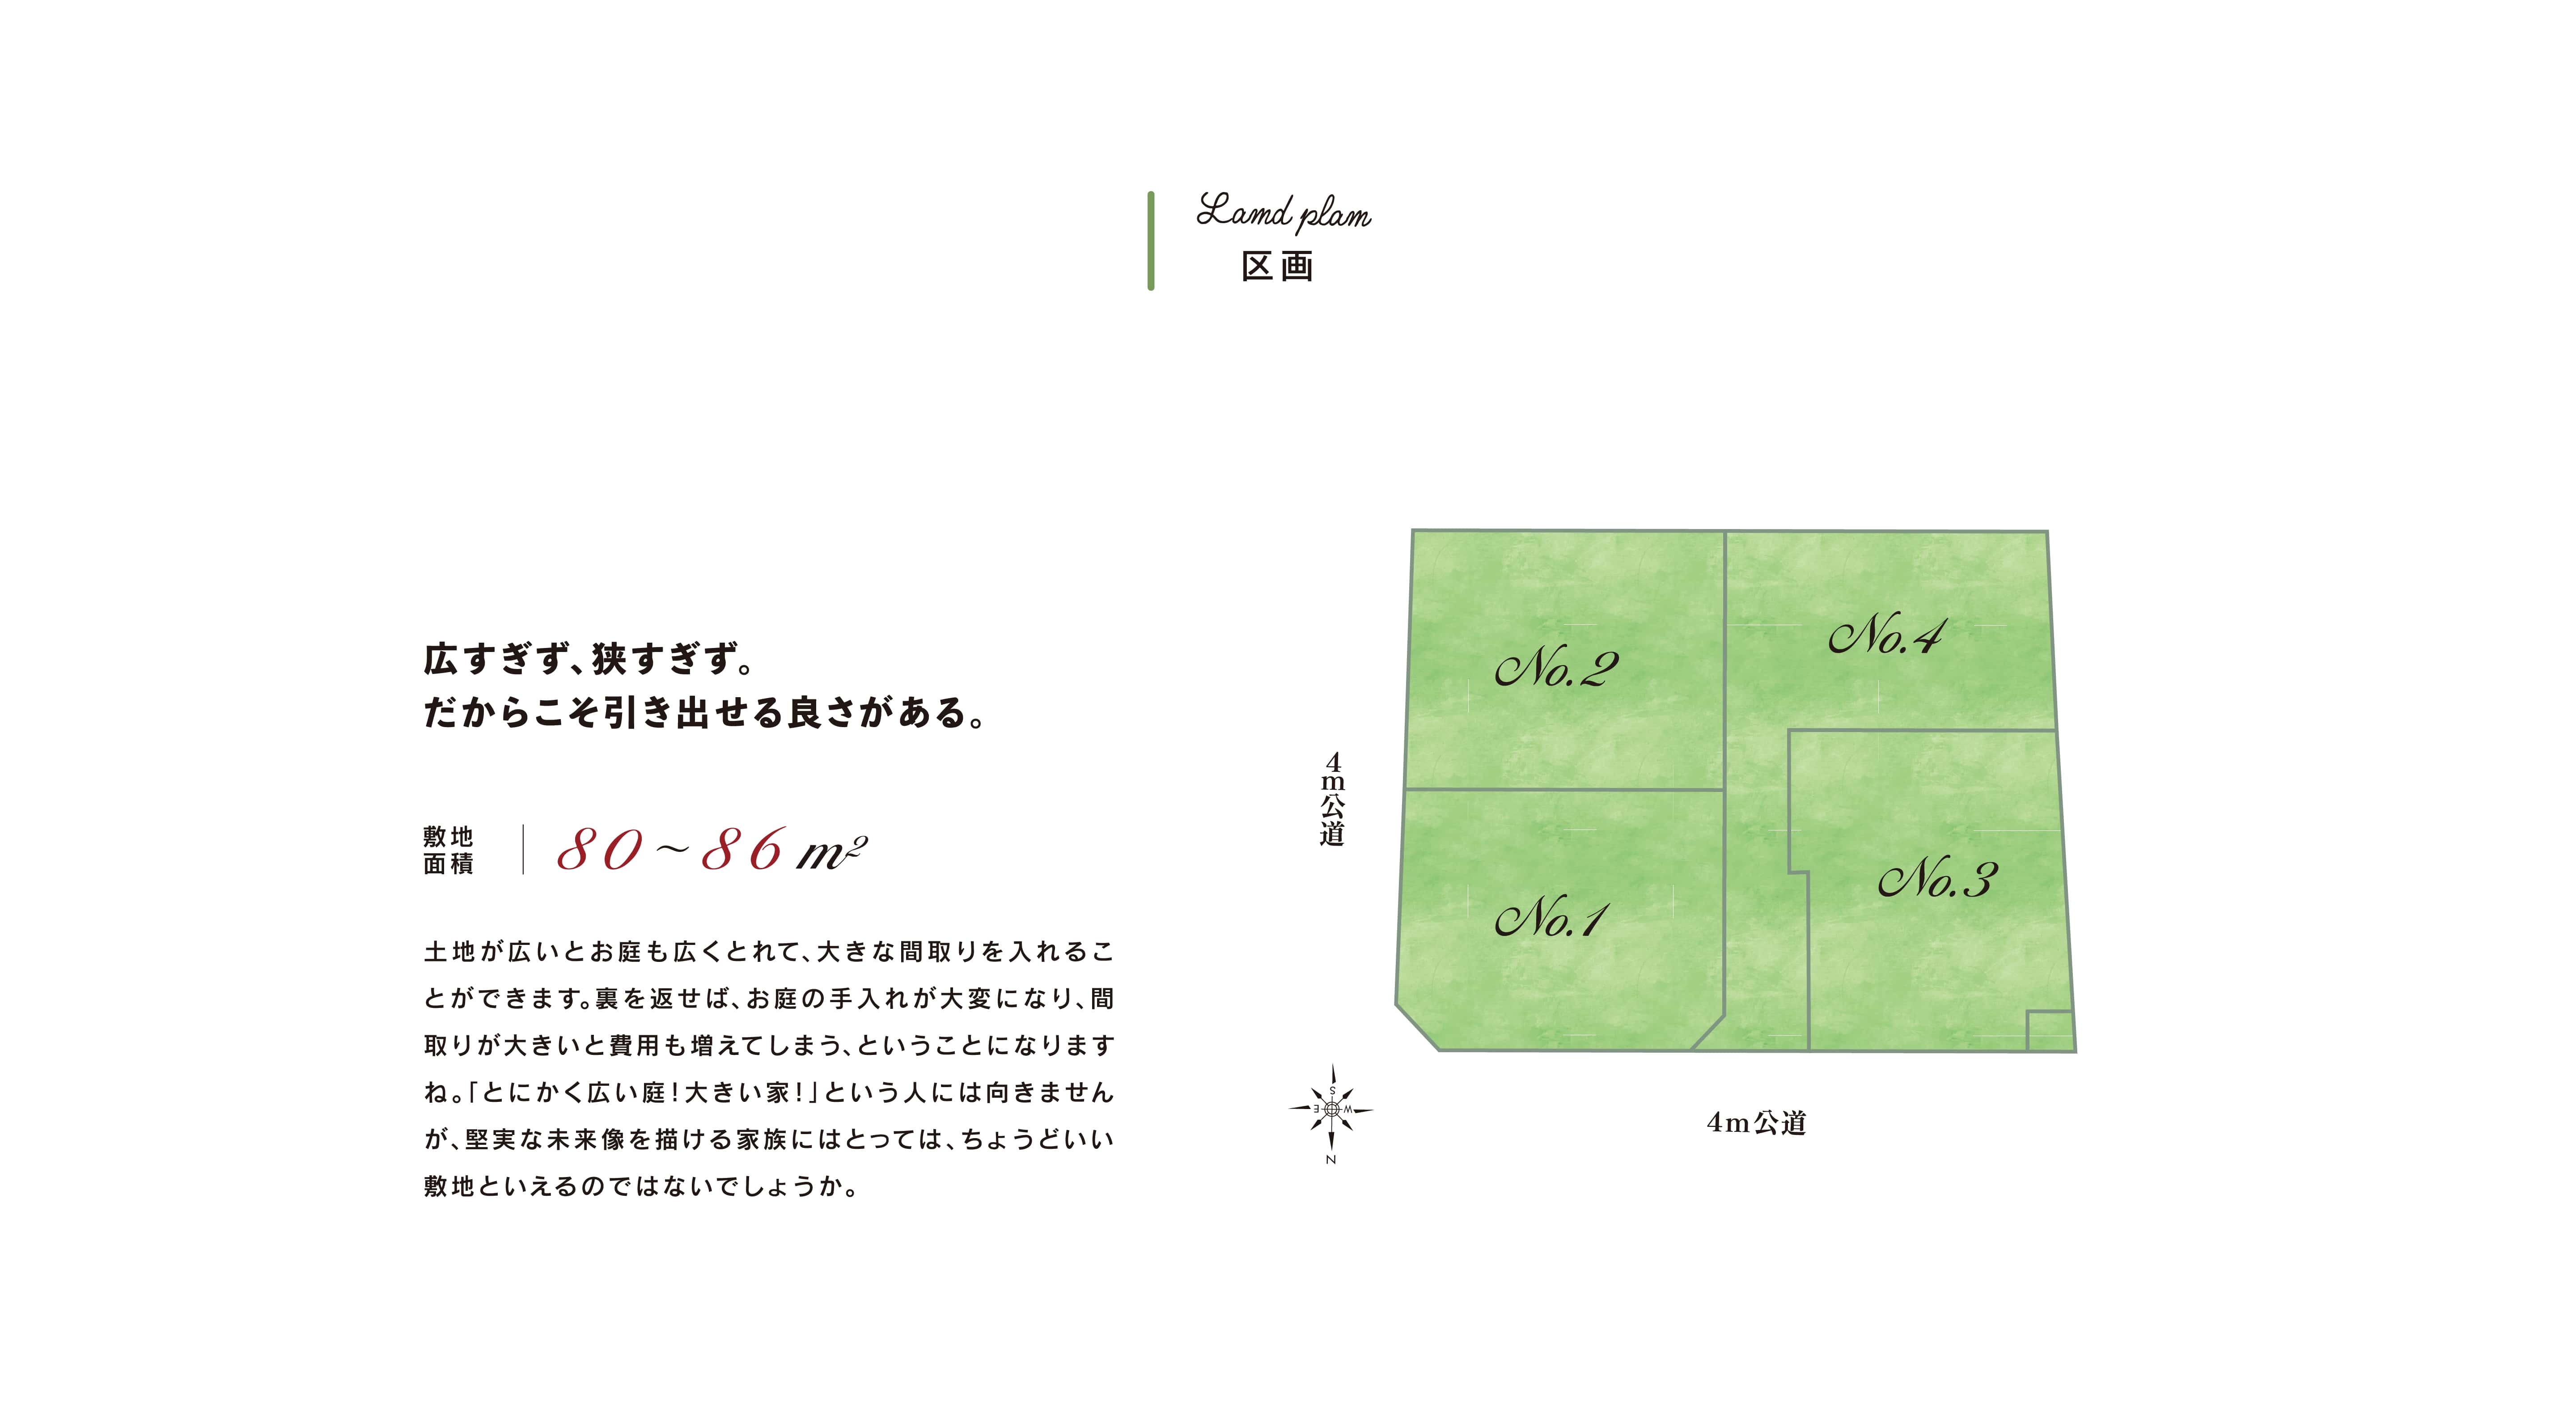 Lamd plam
区画
広すぎず、狭すぎず。
だからこそ引き出せる良さがある。
敷地
面積
80~86m²
土地が広いとお庭も広くとれて、大きな間取りを入れるこ
とができます。裏を返せば、お庭の手入れが大変になり、間
取りが大きいと費用も増えてしまう、ということになります
ね。「とにかく広い庭!大きい家!」という人には向きません
が、堅実な未来像を描ける家族にはとっては、ちょうどいい
敷地といえるのではないでしょうか。
No.2
No.4
No.1
No.3
4m公道
4m公道
S
E
W
N